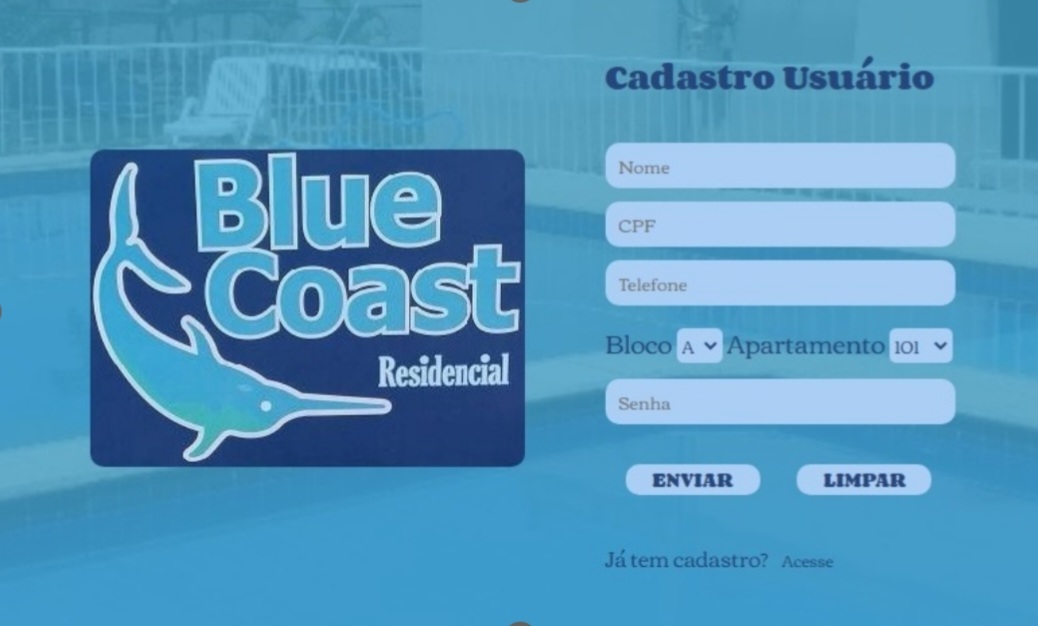 Blue
Coast
Residencial
Cadastro Usuário
Nome
CPF
Telefone
Bloco A Apartamento 101
Senha
ENVIAR LIMPAR
Já tem cadastro? Acesse